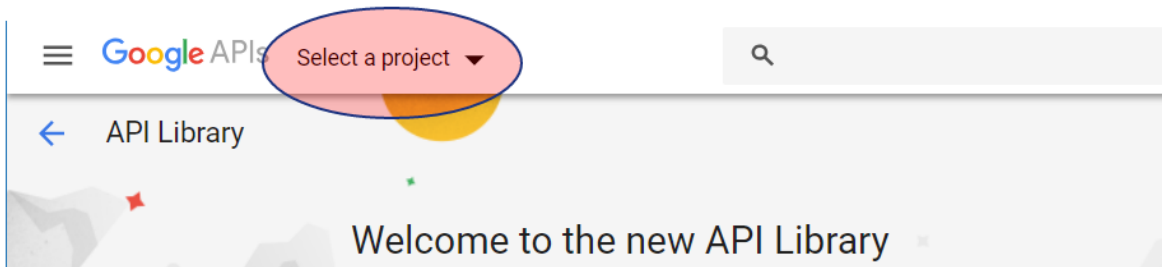 Google APIs Select a project
API Library
Welcome to the new API Library